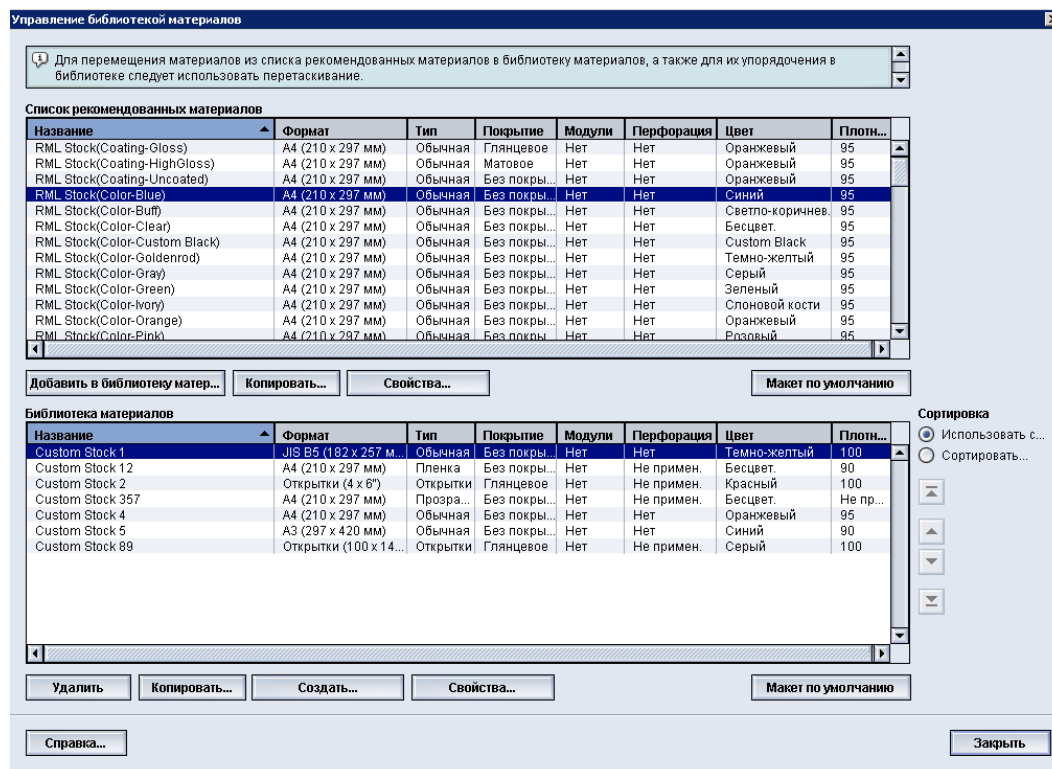 Управление библиотекой материалов
Для перемещения материалов из списка рекомендованных материалов в библиотеку материалов, а также для их упорядочения в
библиотеке следует использовать перетаскивание.
Список рекомендованных материалов
Название Формат Тип Покрытие Модули Перфорация Цвет Плотн...
RML Stock(Coating-Gloss) A4 (210 x 297 мм) Обычная Глянцевое Нет Нет Оранжевый 95
RML Stock(Coating-HighGloss) A4 (210 x 297 мм) Обычная Матовое Нет Нет Оранжевый 95
RML Stock(Coating-Uncoated) A4 (210 x 297 мм) Обычная Без покры... Нет Нет Оранжевый 95
RML Stock(Color-Blue) A4 (210 x 297 мм) Обычная Без покры... Нет Нет Синий 95
RML Stock(Color-Buff) A4 (210 x 297 мм) Обычная Без покры... Нет Нет Светло-коричнев. 95
RML Stock(Color-Clear) A4 (210 x 297 мм) Обычная Без покры... Нет Нет Бесцвет. 95
RML Stock(Color-Custom Black) A4 (210 x 297 мм) Обычная Без покры... Нет Нет Custom Black 95
RML Stock(Color-Goldenrod) A4 (210 x 297 мм) Обычная Без покры... Нет Нет Темно-желтый 95
RML Stock(Color-Gray) A4 (210 x 297 мм) Обычная Без покры... Нет Нет Серый 95
RML Stock(Color-Green) A4 (210 x 297 мм) Обычная Без покры... Нет Нет Зеленый 95
RML Stock(Color-Ivory) A4 (210 x 297 мм) Обычная Без покры... Нет Нет Слоновой кости 95
RML Stock(Color-Orange) A4 (210 x 297 мм) Обычная Без покры... Нет Нет Оранжевый 95
RML Stock(Color-Pink) A4 (210 x 297 мм) Обычная Без покры... Нет Нет Розовый 95
Добавить в библиотеку матер... Копировать... Свойства... Макет по умолчанию
Библиотека материалов Сортировка
Название Формат Тип Покрытие Модули Перфорация Цвет Плотн... Использовать с...
Custom Stock 1 JIS B5 (182 x 257 м... Обычная Без покры... Нет Нет Темно-желтый 100 Сортировать...
Custom Stock 12 A4 (210 x 297 мм) Пленка Без покры... Нет Не примен. Бесцвет. 90
Custom Stock 2 Открытки (4 x 6") Открытки Глянцевое Нет Не примен. Красный 100
Custom Stock 357 A4 (210 x 297 мм) Прозра... Без покры... Нет Не примен. Бесцвет. Не пр...
Custom Stock 4 A4 (210 x 297 мм) Обычная Без покры... Нет Нет Оранжевый 95
Custom Stock 5 A3 (297 x 420 мм) Обычная Без покры... Нет Нет Синий 90
Custom Stock 89 Открытки (100 x 14... Открытки Глянцевое Нет Не примен. Серый 100
Удалить Копировать... Создать... Свойства... Макет по умолчанию
Справка... Закрыть